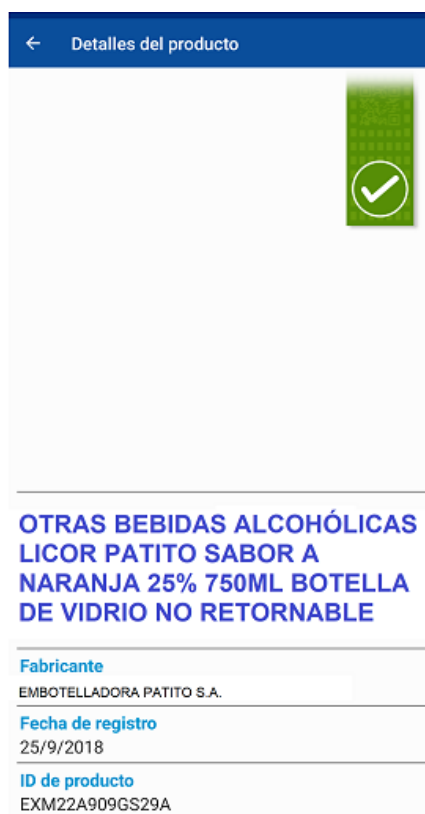 Detalles del producto
OTRAS BEBIDAS ALCOHÓLICAS
LICOR PATITO SABOR A
NARANJA 25% 750ML BOTELLA
DE VIDRIO NO RETORNABLE
Fabricante
EMBOTELLADORA PATITO S.A.
Fecha de registro
25/9/2018
ID de producto
EXM22A909GS29A